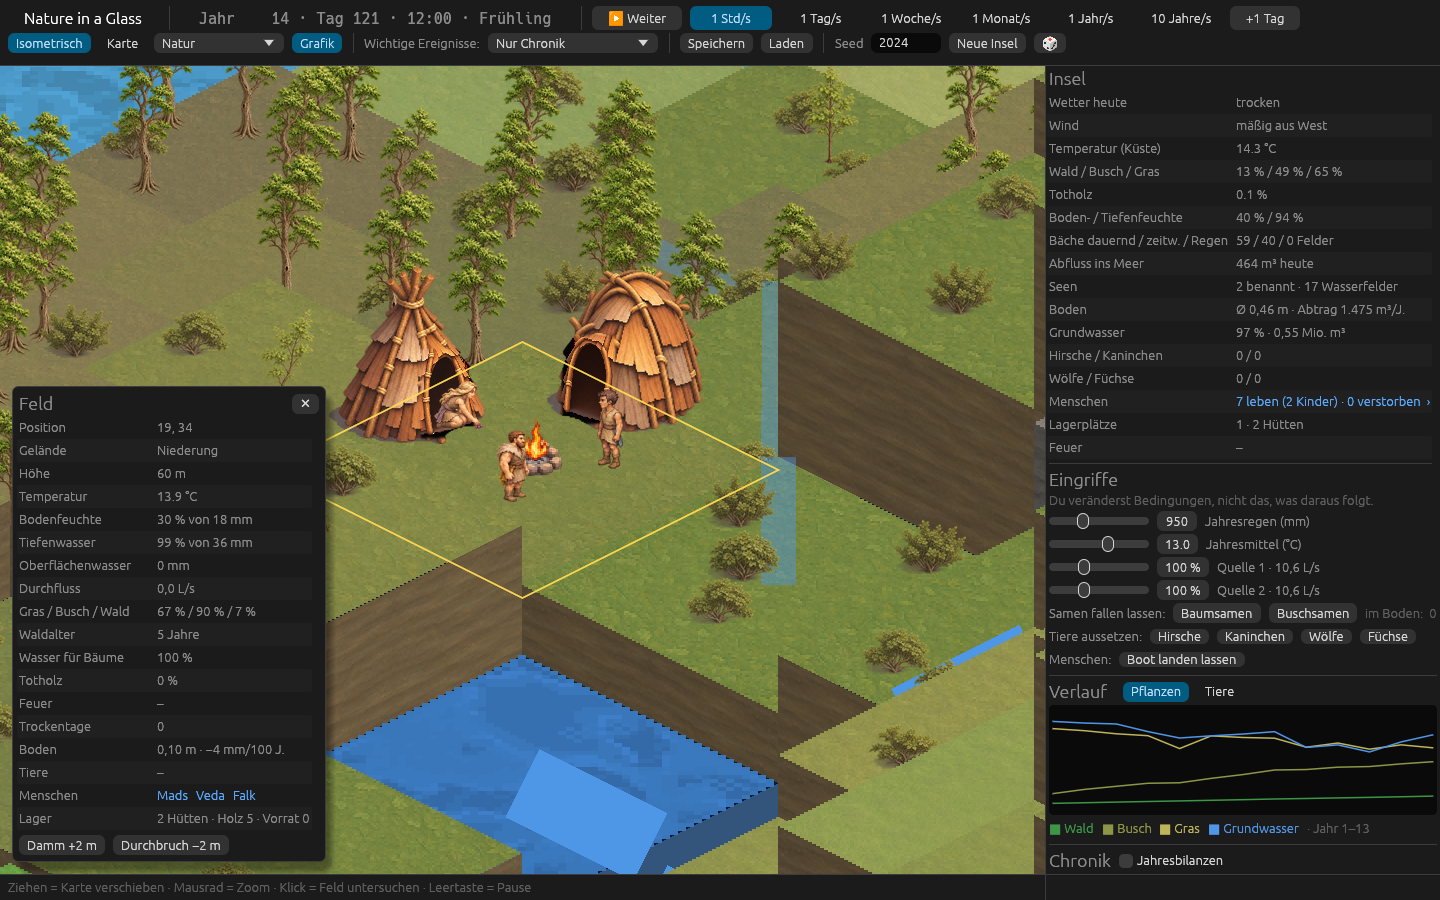 Nature in a Glass Jahr 14 · Tag 121 · 12:00 · Frühling Weiter 1 Std/s 1 Tag/s 1 Woche/s 1 Monat/s 1 Jahr/s 10 Jahre/s +1 Tag
Isometrisch Karte Natur Grafik Wichtige Ereignisse: Nur Chronik Speichern Laden Seed 2024 Neue Insel
Feld
Position 19, 34
Gelände Niederung
Höhe 60 m
Temperatur 13.9 °C
Bodenfeuchte 30 % von 18 mm
Tiefenwasser 99 % von 36 mm
Oberflächenwasser 0 mm
Durchfluss 0,0 L/s
Gras / Busch / Wald 67 % / 90 % / 7 %
Waldalter 5 Jahre
Wasser für Bäume 100 %
Totholz 0 %
Feuer –
Trockentage 0
Boden 0,10 m · −4 mm/100 J.
Tiere –
Menschen Mads Veda Falk
Lager 2 Hütten · Holz 5 · Vorrat 0
Damm +2 m Durchbruch −2 m
Insel
Wetter heute trocken
Wind mäßig aus West
Temperatur (Küste) 14.3 °C
Wald / Busch / Gras 13 % / 49 % / 65 %
Totholz 0.1 %
Boden- / Tiefenfeuchte 40 % / 94 %
Bäche dauernd / zeitw. / Regen 59 / 40 / 0 Felder
Abfluss ins Meer 464 m³ heute
Seen 2 benannt · 17 Wasserfelder
Boden Ø 0,46 m · Abtrag 1.475 m³/J.
Grundwasser 97 % · 0,55 Mio. m³
Hirsche / Kaninchen 0 / 0
Wölfe / Füchse 0 / 0
Menschen 7 leben (2 Kinder) · 0 verstorben ›
Lagerplätze 1 · 2 Hütten
Feuer –
Eingriffe
Du veränderst Bedingungen, nicht das, was daraus folgt.
950 Jahresregen (mm)
13.0 Jahresmittel (°C)
100 % Quelle 1 · 10,6 L/s
100 % Quelle 2 · 10,6 L/s
Samen fallen lassen: Baumsamen Buschsamen im Boden: 0
Tiere aussetzen: Hirsche Kaninchen Wölfe Füchse
Menschen: Boot landen lassen
Verlauf Pflanzen Tiere
Wald Busch Gras Grundwasser · Jahr 1–13
Chronik Jahresbilanzen
Ziehen = Karte verschieben · Mausrad = Zoom · Klick = Feld untersuchen · Leertaste = Pause